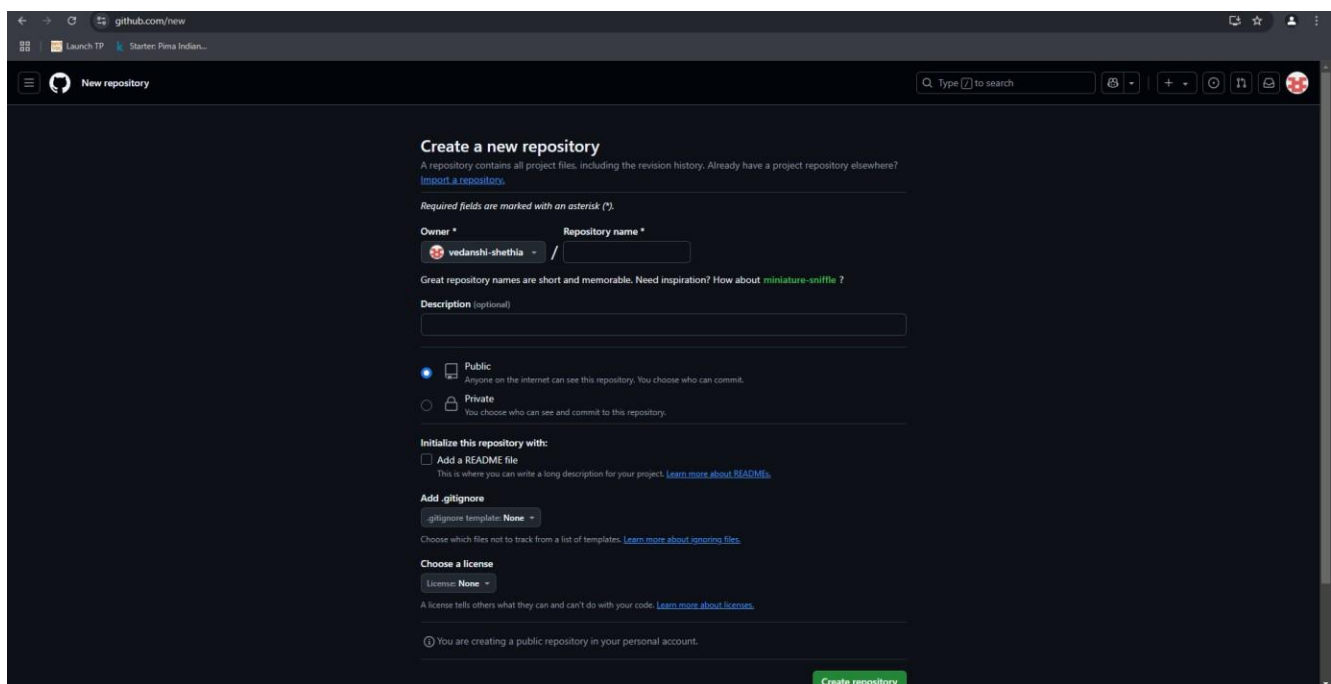 github.com/new
Launch TP Starter: Pima Indian...
New repository
Type / to search
Create a new repository
A repository contains all project files, including the revision history. Already have a project repository elsewhere?
Import a repository.
Required fields are marked with an asterisk (*).
Owner * Repository name *
vedanshi-shethia /
Great repository names are short and memorable. Need inspiration? How about miniature-sniffle ?
Description (optional)
Public
Anyone on the internet can see this repository. You choose who can commit.
Private
You choose who can see and commit to this repository.
Initialize this repository with:
Add a README file
This is where you can write a long description for your project. Learn more about READMEs.
Add .gitignore
.gitignore template: None
Choose which files not to track from a list of templates. Learn more about ignoring files.
Choose a license
License: None
A license tells others what they can and can't do with your code. Learn more about licenses.
You are creating a public repository in your personal account.
Create repository